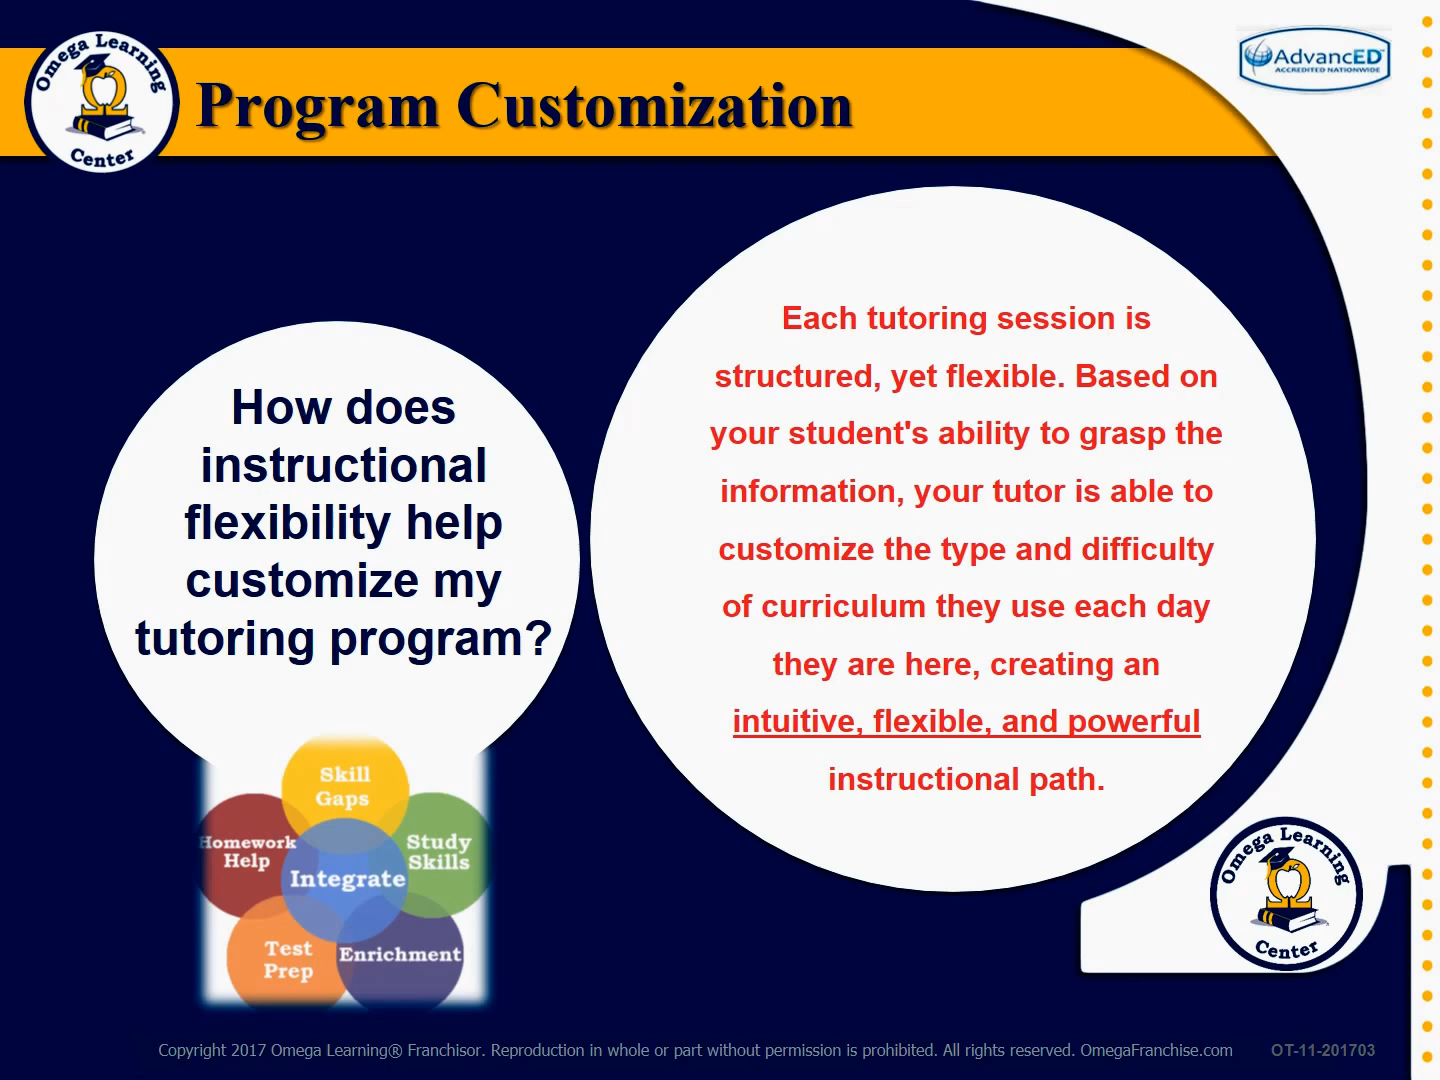 Omega Learning
Center
Program Customization
AdvancED™
ACCREDITED NATIONWIDE
How does
instructional
flexibility help
customize my
tutoring program?
Each tutoring session is
structured, yet flexible. Based on
your student's ability to grasp the
information, your tutor is able to
customize the type and difficulty
of curriculum they use each day
they are here, creating an
intuitive, flexible, and powerful
instructional path.
Skill
Gaps
Homework
Help
Study
Skills
Integrate
Test
Prep
Enrichment
Omega Learning
Center
Copyright 2017 Omega Learning® Franchisor. Reproduction in whole or part without permission is prohibited. All rights reserved. OmegaFranchise.com OT-11-201703